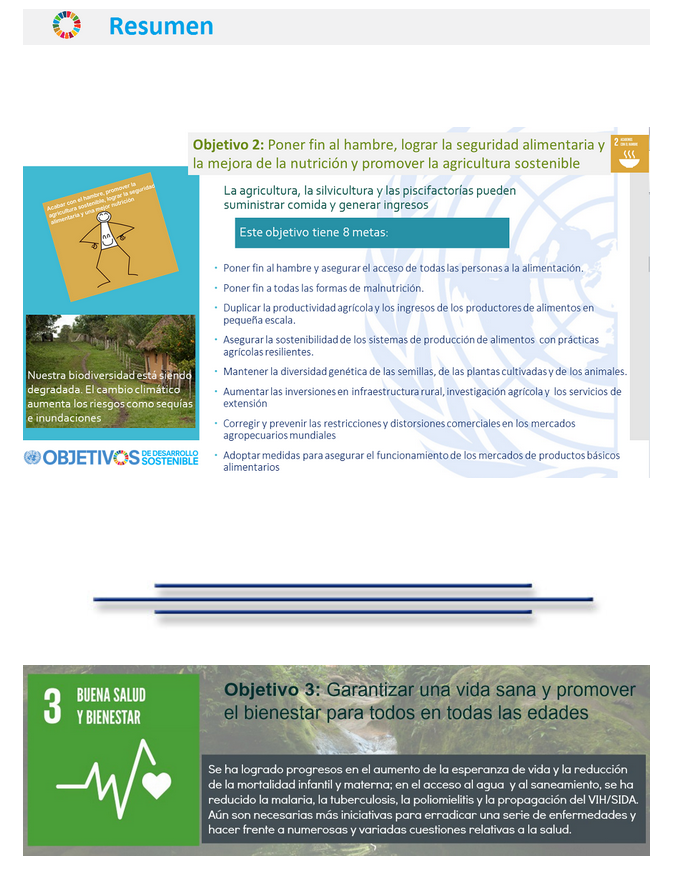 Resumen
Objetivo 2: Poner fin al hambre, lograr la seguridad alimentaria y
la mejora de la nutrición y promover la agricultura sostenible
2 HAMBRE
CERO
La agricultura, la silvicultura y las piscifactorías pueden
suministrar comida y generar ingresos
Este objetivo tiene 8 metas:
Acabar con el hambre, promover la
agricultura sostenible, lograr la seguridad
alimentaria y una mejor nutrición
Nuestra biodiversidad está siendo
degradada. El cambio climático
aumenta los riesgos como sequías
e inundaciones
OBJETIVOS DE DESARROLLO
SOSTENIBLE
• Poner fin al hambre y asegurar el acceso de todas las personas a la alimentación.
• Poner fin a todas las formas de malnutrición.
• Duplicar la productividad agrícola y los ingresos de los productores de alimentos en
pequeña escala.
• Asegurar la sostenibilidad de los sistemas de producción de alimentos con prácticas
agrícolas resilientes.
• Mantener la diversidad genética de las semillas, de las plantas cultivadas y de los animales.
• Aumentar las inversiones en infraestructura rural, investigación agrícola y los servicios de
extensión
• Corregir y prevenir las restricciones y distorsiones comerciales en los mercados
agropecuarios mundiales
• Adoptar medidas para asegurar el funcionamiento de los mercados de productos básicos
alimentarios
3 BUENA SALUD
Y BIENESTAR
Objetivo 3: Garantizar una vida sana y promover
el bienestar para todos en todas las edades
Se ha logrado progresos en el aumento de la esperanza de vida y la reducción
de la mortalidad infantil y materna; en el acceso al agua y al saneamiento, se ha
reducido la malaria, la tuberculosis, la poliomielitis y la propagación del VIH/SIDA.
Aún son necesarias más iniciativas para erradicar una serie de enfermedades y
hacer frente a numerosas y variadas cuestiones relativas a la salud.